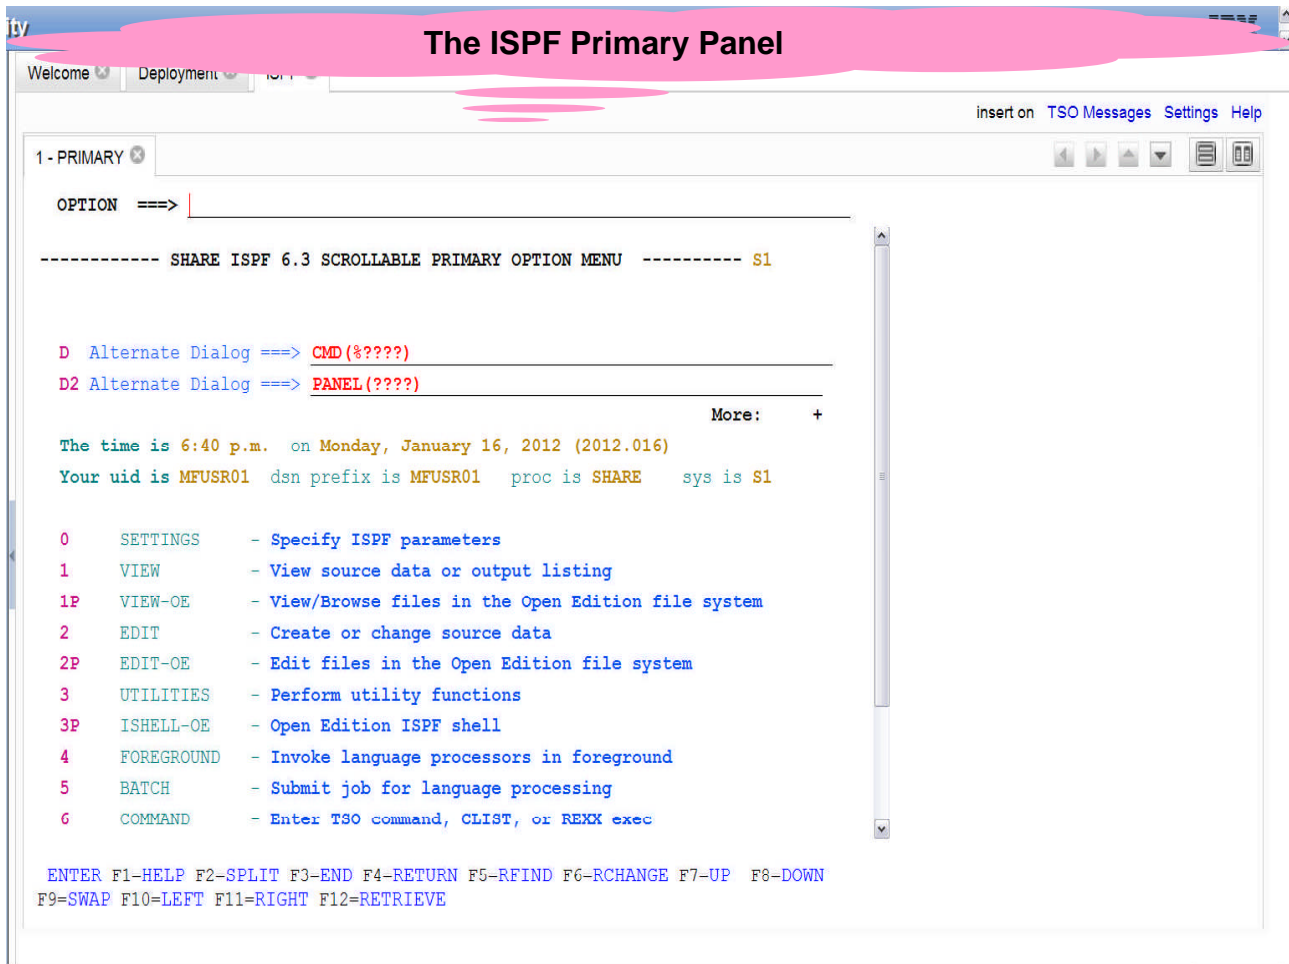 ity
The ISPF Primary Panel
Welcome Deployment ISPF
insert on TSO Messages Settings Help
1 - PRIMARY
OPTION ===>
------------ SHARE ISPF 6.3 SCROLLABLE PRIMARY OPTION MENU ---------- S1
D Alternate Dialog ===> CMD(%????)
D2 Alternate Dialog ===> PANEL(????)
More: +
The time is 6:40 p.m. on Monday, January 16, 2012 (2012.016)
Your uid is MFUSR01 dsn prefix is MFUSR01 proc is SHARE sys is S1
0 SETTINGS - Specify ISPF parameters
1 VIEW - View source data or output listing
1P VIEW-OE - View/Browse files in the Open Edition file system
2 EDIT - Create or change source data
2P EDIT-OE - Edit files in the Open Edition file system
3 UTILITIES - Perform utility functions
3P ISHELL-OE - Open Edition ISPF shell
4 FOREGROUND - Invoke language processors in foreground
5 BATCH - Submit job for language processing
6 COMMAND - Enter TSO command, CLIST, or REXX exec
ENTER F1=HELP F2=SPLIT F3=END F4=RETURN F5=RFIND F6=RCHANGE F7=UP F8=DOWN
F9=SWAP F10=LEFT F11=RIGHT F12=RETRIEVE